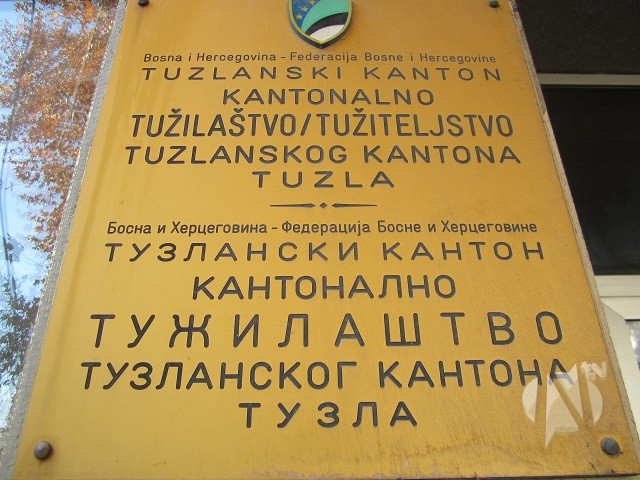 Bosna i Hercegovina - Federacija Bosne i Hercegovine
TUZLANSKI KANTON
KANTONALNO
TUŽILAŠTVO/TUŽITELJSTVO
TUZLANSKOG KANTONA
TUZLA
Босна и Херцеговина - Федерација Босне и Херцеговине
ТУЗЛАНСКИ КАНТОН
КАНТОНАЛНО
ТУЖИЛАШТВО
ТУЗЛАНСКОГ КАНТОНА
ТУЗЛА